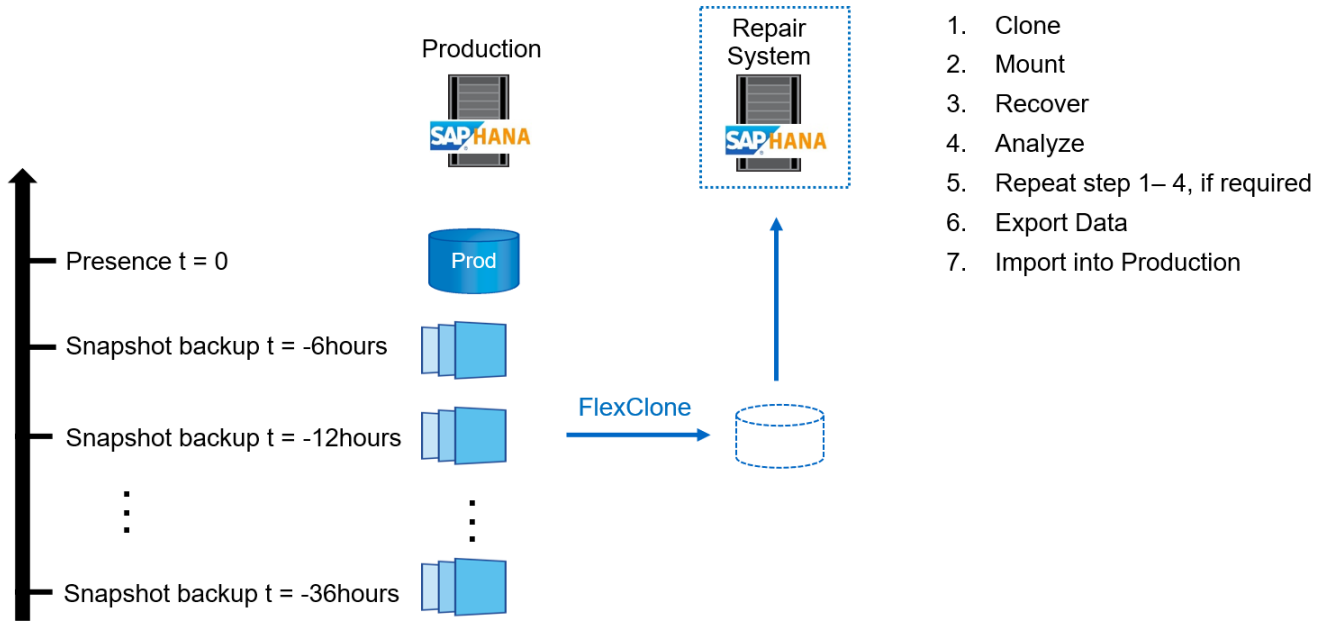 Production
SAP HANA
Repair
System
SAP HANA
Presence t = 0
Prod
Snapshot backup t = -6hours
Snapshot backup t = -12hours
FlexClone
Snapshot backup t = -36hours
1. Clone
2. Mount
3. Recover
4. Analyze
5. Repeat step 1– 4, if required
6. Export Data
7. Import into Production